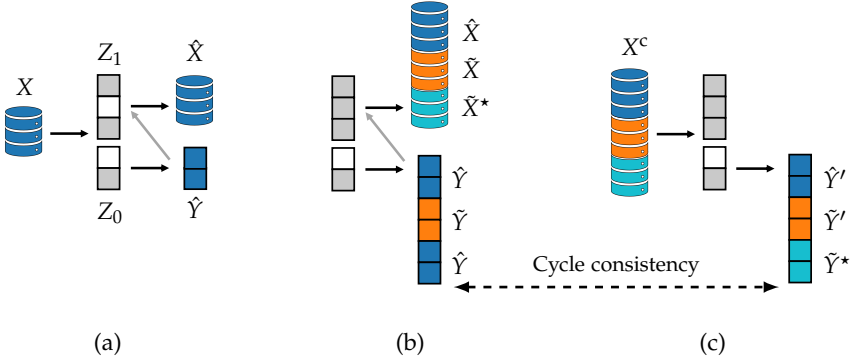 X
Z₁
X̂
Z₀
Ŷ
(a)
X̂
X̃
X̃⋆
Ŷ
Ỹ
Ŷ
(b)
Cycle consistency
Xᶜ
Ŷ′
Ỹ′
Ỹ⋆
(c)